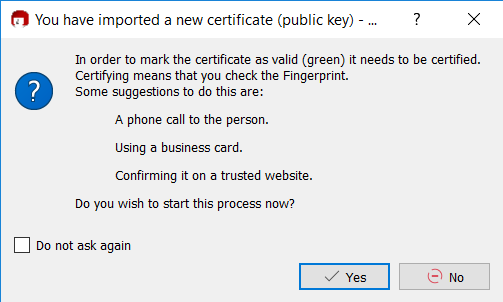 You have imported a new certificate (public key) - ...
In order to mark the certificate as valid (green) it needs to be certified.
Certifying means that you check the Fingerprint.
Some suggestions to do this are:
A phone call to the person.
Using a business card.
Confirming it on a trusted website.
Do you wish to start this process now?
Do not ask again
Yes
No